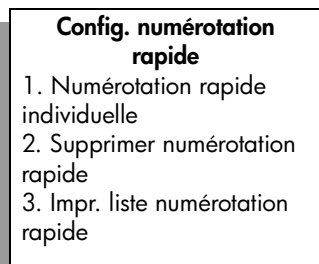 Config. numérotation
rapide
1. Numérotation rapide
individuelle
2. Supprimer numérotation
rapide
3. Impr. liste numérotation
rapide